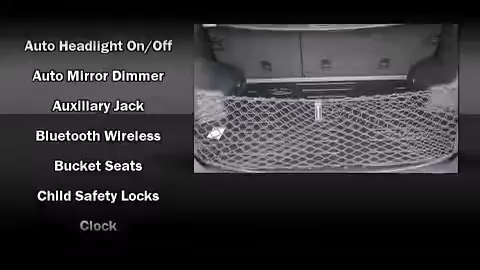 Auto Headlight On/Off
Auto Mirror Dimmer
Auxiliary Jack
Bluetooth Wireless
Bucket Seats
Child Safety Locks
Clock